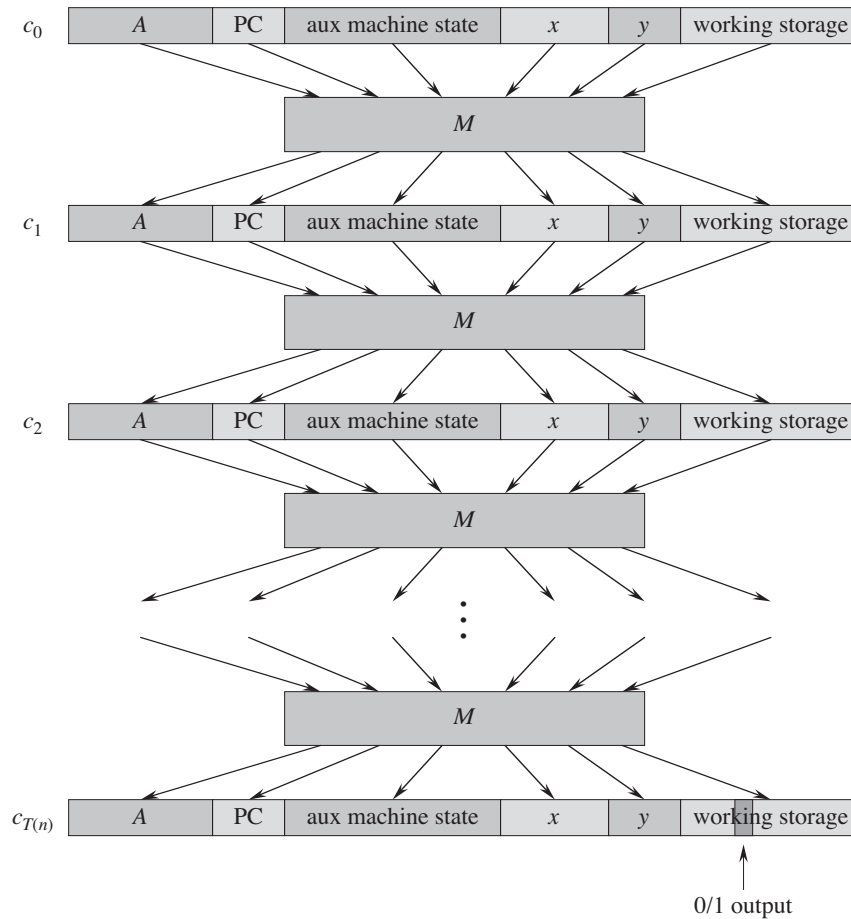 c₀ A PC aux machine state x y working storage
M
c₁ A PC aux machine state x y working storage
M
c₂ A PC aux machine state x y working storage
M
⋮
M
c_T(n) A PC aux machine state x y working storage
0/1 output